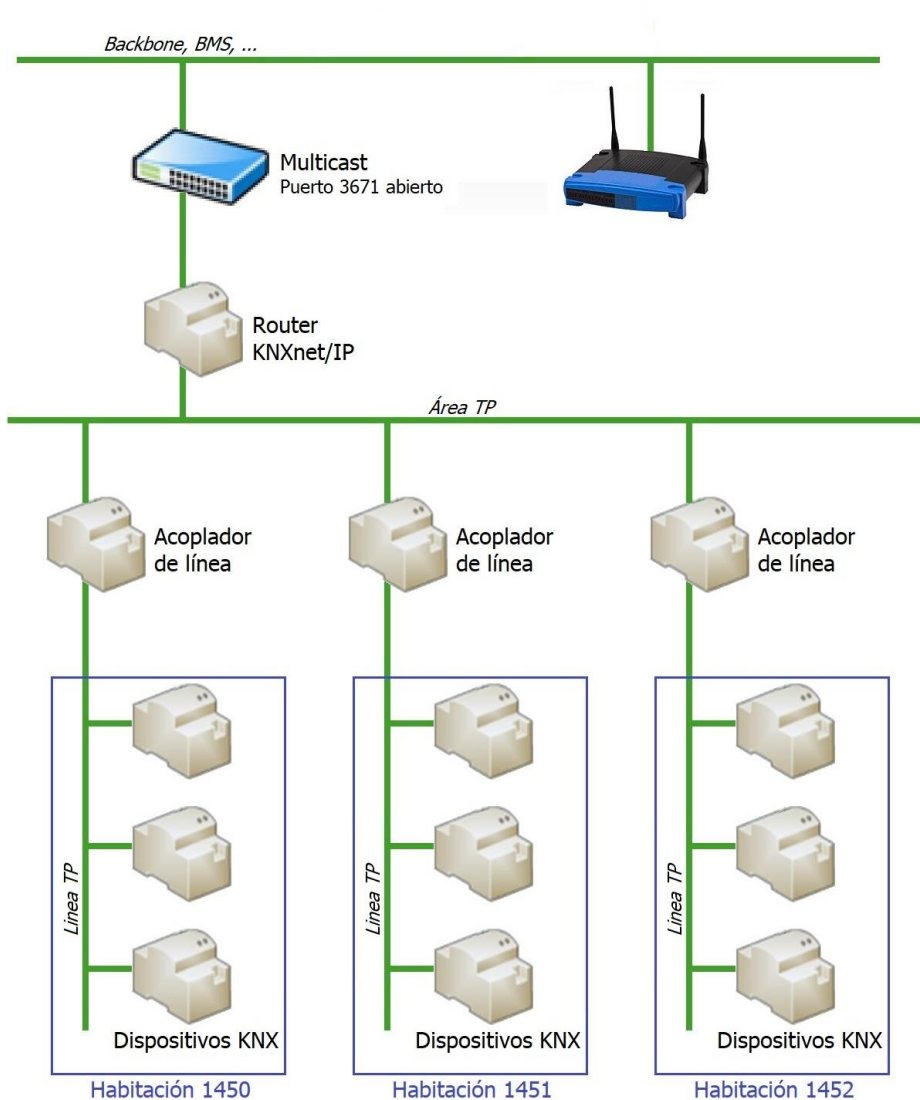 Backbone, BMS, ...
Multicast
Puerto 3671 abierto
Router
KNXnet/IP
Área TP
Acoplador
de línea
Acoplador
de línea
Acoplador
de línea
Linea TP
Linea TP
Linea TP
Dispositivos KNX
Dispositivos KNX
Dispositivos KNX
Habitación 1450
Habitación 1451
Habitación 1452